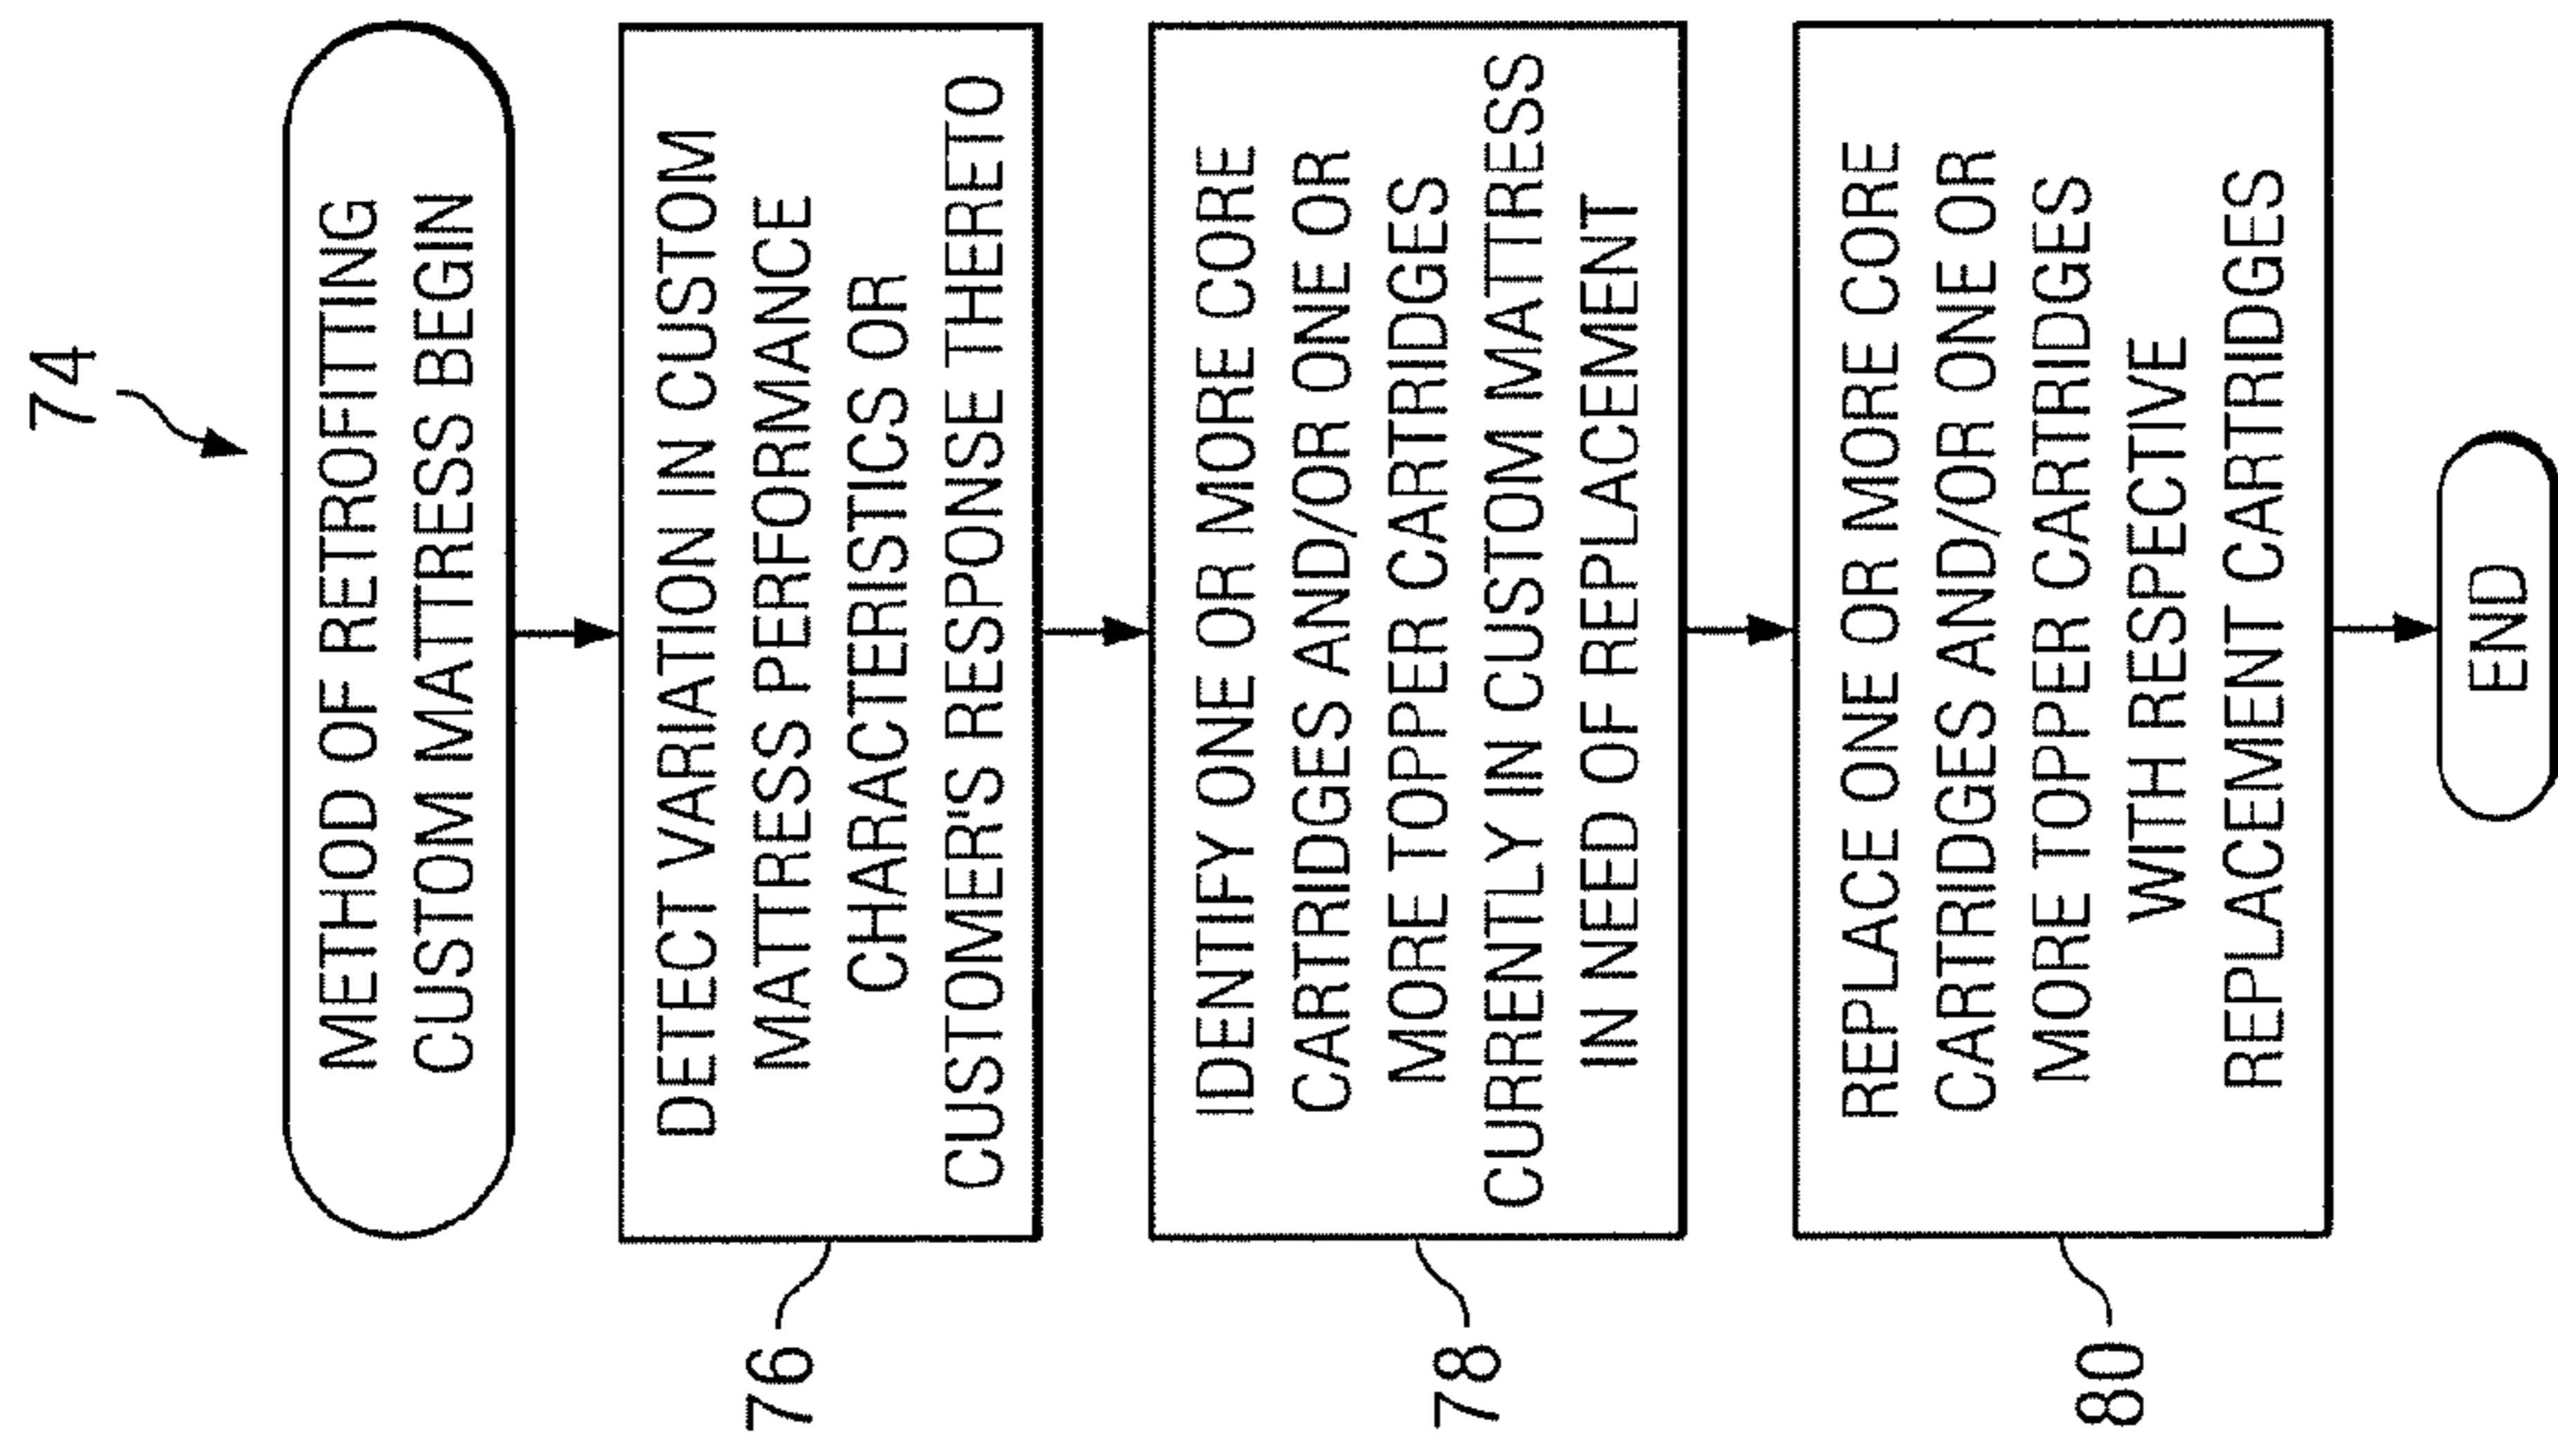 74
METHOD OF RETROFITTING
CUSTOM MATTRESS BEGIN
76
DETECT VARIATION IN CUSTOM
MATTRESS PERFORMANCE
CHARACTERISTICS OR
CUSTOMER'S RESPONSE THERETO
78
IDENTIFY ONE OR MORE CORE
CARTRIDGES AND/OR ONE OR
MORE TOPPER CARTRIDGES
CURRENTLY IN CUSTOM MATTRESS
IN NEED OF REPLACEMENT
80
REPLACE ONE OR MORE CORE
CARTRIDGES AND/OR ONE OR
MORE TOPPER CARTRIDGES
WITH RESPECTIVE
REPLACEMENT CARTRIDGES
END